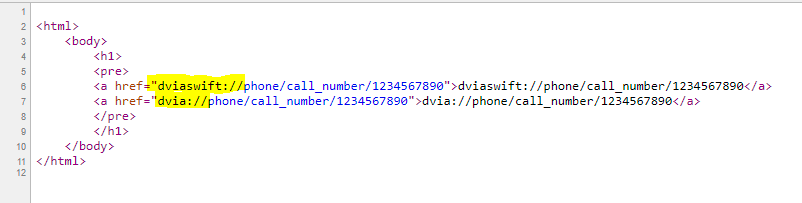 1
2 <html>
3 <body>
4 <h1>
5 <pre>
6 <a href="dviaswift://phone/call_number/1234567890">dviaswift://phone/call_number/1234567890</a>
7 <a href="dvia://phone/call_number/1234567890">dvia://phone/call_number/1234567890</a>
8 </pre>
9 </h1>
10 </body>
11 </html>
12